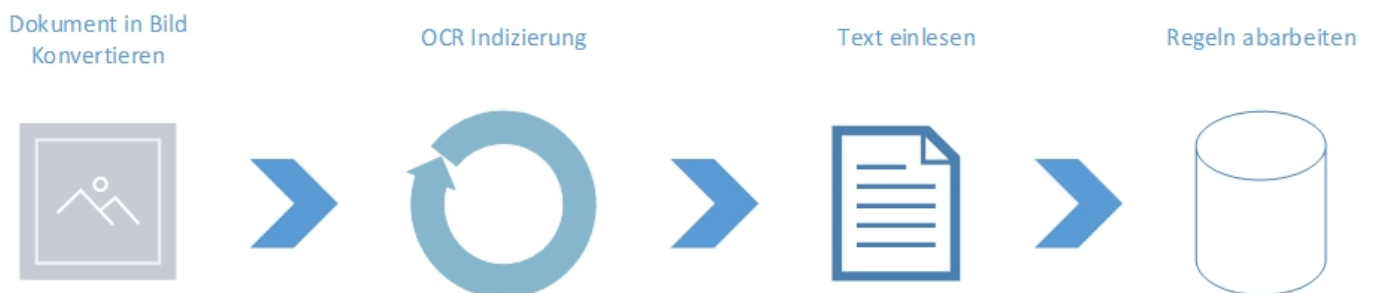 Dokument in Bild
Konvertieren
OCR Indizierung
Text einlesen
Regeln abarbeiten